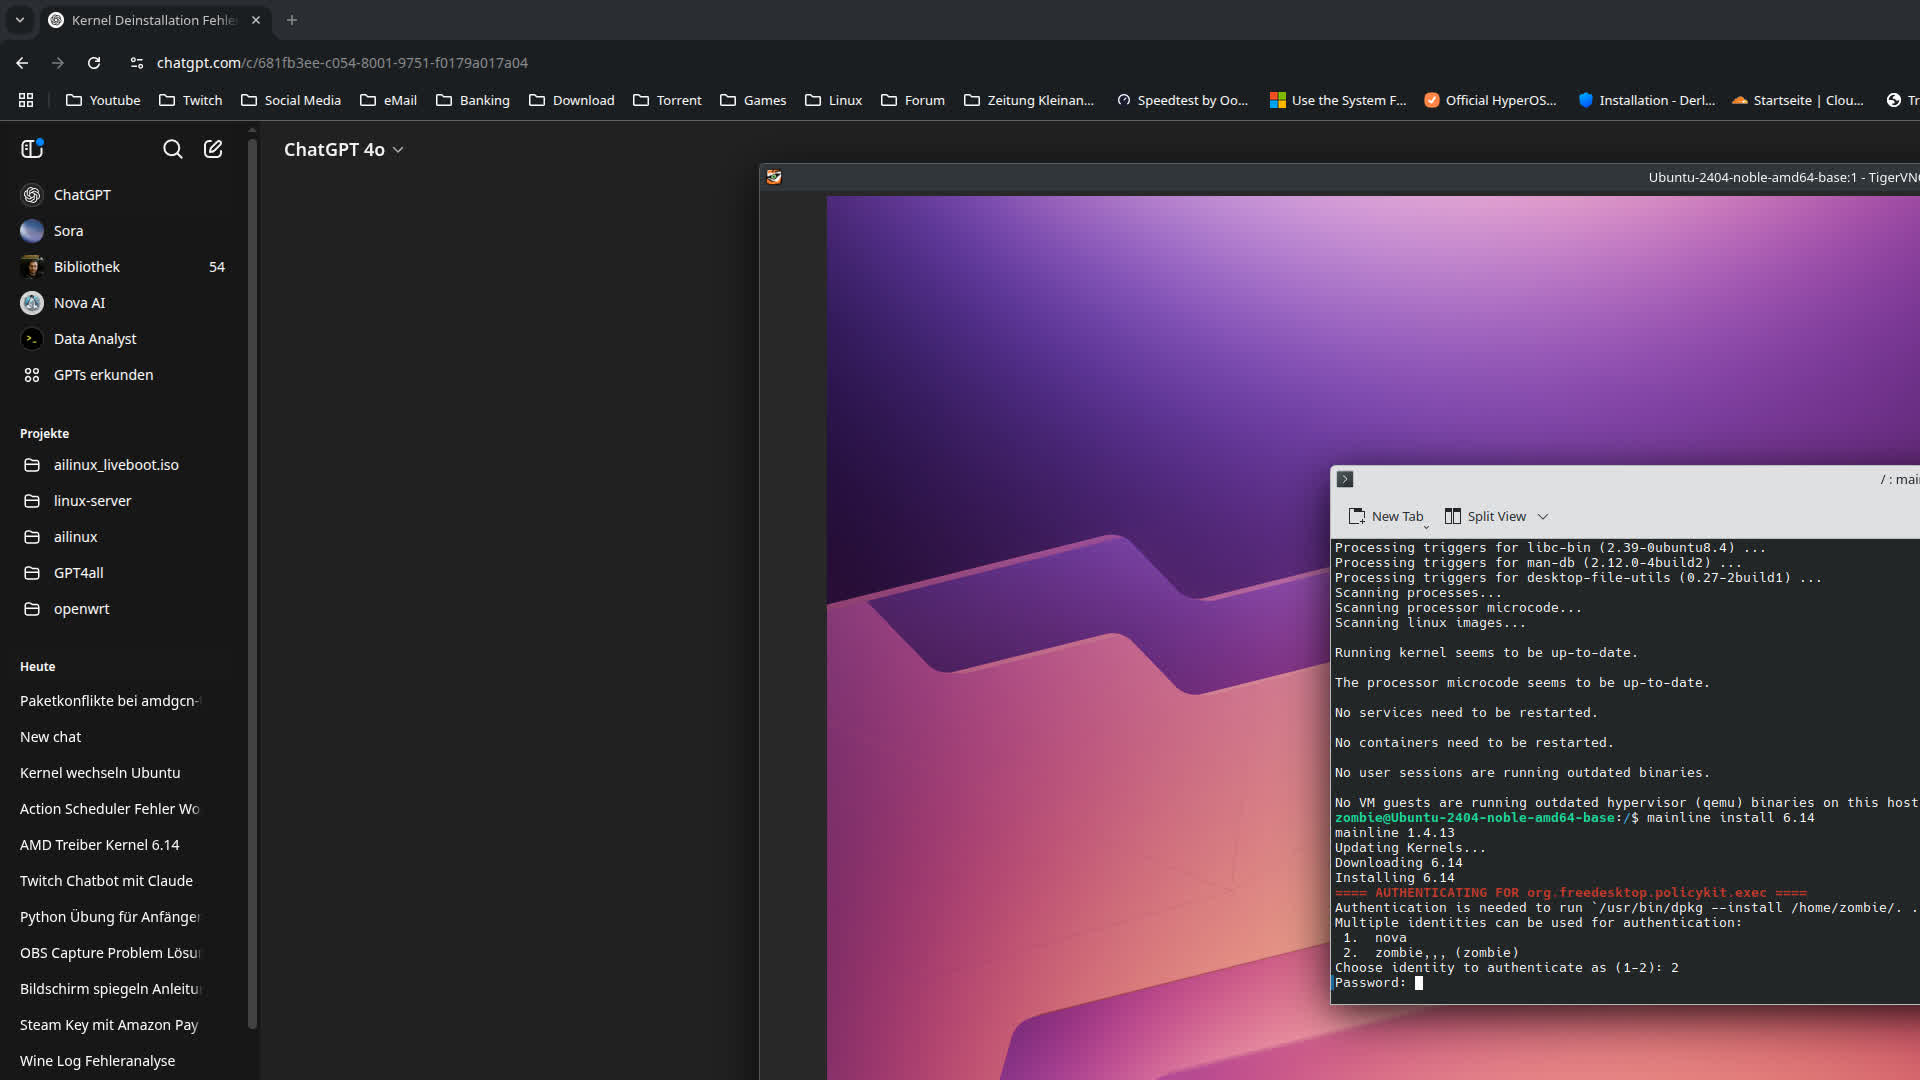 Kernel Deinstallation Fehle
chatgpt.com/c/681fb3ee-c054-8001-9751-f0179a017a04
Youtube
Twitch
Social Media
eMail
Banking
Download
Torrent
Games
Linux
Forum
Zeitung Kleinan...
Speedtest by Oo...
Use the System F...
Official HyperOS...
Installation - Derl...
Startseite | Clou...
Tr
ChatGPT 4o
ChatGPT
Sora
Bibliothek 54
Nova AI
Data Analyst
GPTs erkunden
Projekte
ailinux_liveboot.iso
linux-server
ailinux
GPT4all
openwrt
Heute
Paketkonflikte bei amdgcn-
New chat
Kernel wechseln Ubuntu
Action Scheduler Fehler Wo
AMD Treiber Kernel 6.14
Twitch Chatbot mit Claude
Python Übung für Anfänger
OBS Capture Problem Lösu
Bildschirm spiegeln Anleitu
Steam Key mit Amazon Pay
Wine Log Fehleranalyse
Ubuntu-2404-noble-amd64-base:1 - TigerVNC
/ : mai
New Tab
Split View
Processing triggers for libc-bin (2.39-0ubuntu8.4) ...
Processing triggers for man-db (2.12.0-4build2) ...
Processing triggers for desktop-file-utils (0.27-2build1) ...
Scanning processes...
Scanning processor microcode...
Scanning linux images...
Running kernel seems to be up-to-date.
The processor microcode seems to be up-to-date.
No services need to be restarted.
No containers need to be restarted.
No user sessions are running outdated binaries.
No VM guests are running outdated hypervisor (qemu) binaries on this host
zombie@Ubuntu-2404-noble-amd64-base:/$ mainline install 6.14
mainline 1.4.13
Updating Kernels...
Downloading 6.14
Installing 6.14
==== AUTHENTICATING FOR org.freedesktop.policykit.exec ====
Authentication is needed to run `/usr/bin/dpkg --install /home/zombie/. .
Multiple identities can be used for authentication:
1.  nova
2.  zombie,,, (zombie)
Choose identity to authenticate as (1-2): 2
Password: